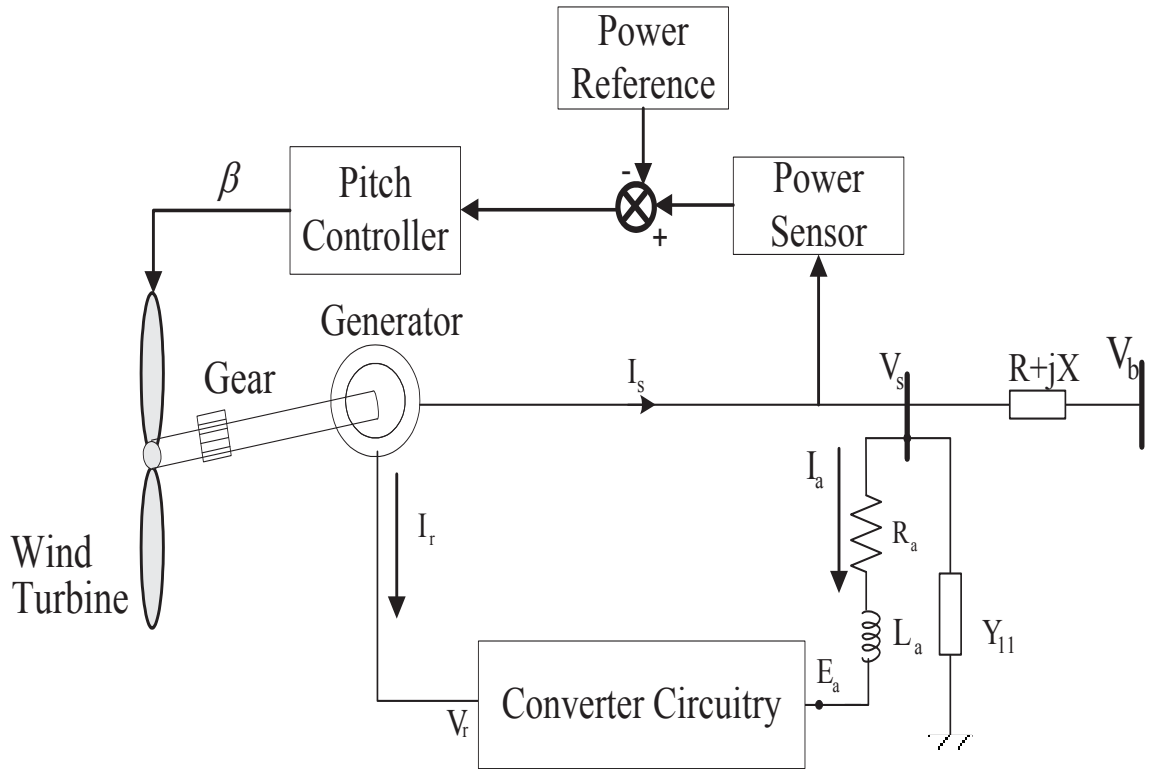 Power
Reference
β
Pitch
Controller
-
+
Power
Sensor
Generator
Gear
I_s
V_s
R+jX
V_b
I_a
R_a
I_r
Wind
Turbine
L_a
Y_11
E_a
Converter Circuitry
V_r